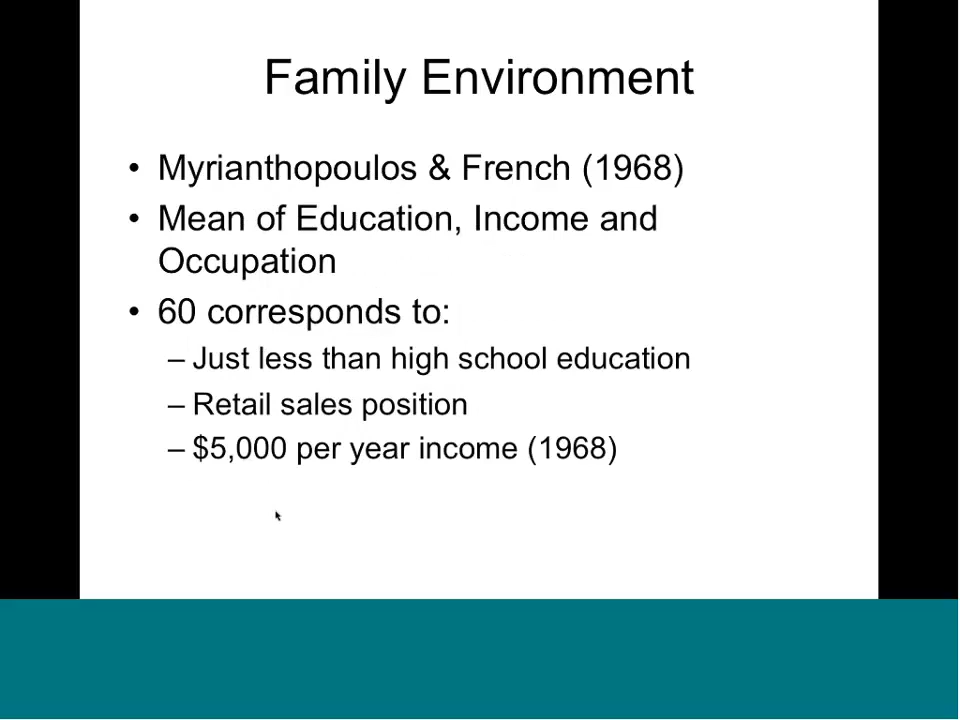 Family Environment
• Myrianthopoulos & French (1968)
• Mean of Education, Income and
Occupation
• 60 corresponds to:
– Just less than high school education
– Retail sales position
– $5,000 per year income (1968)